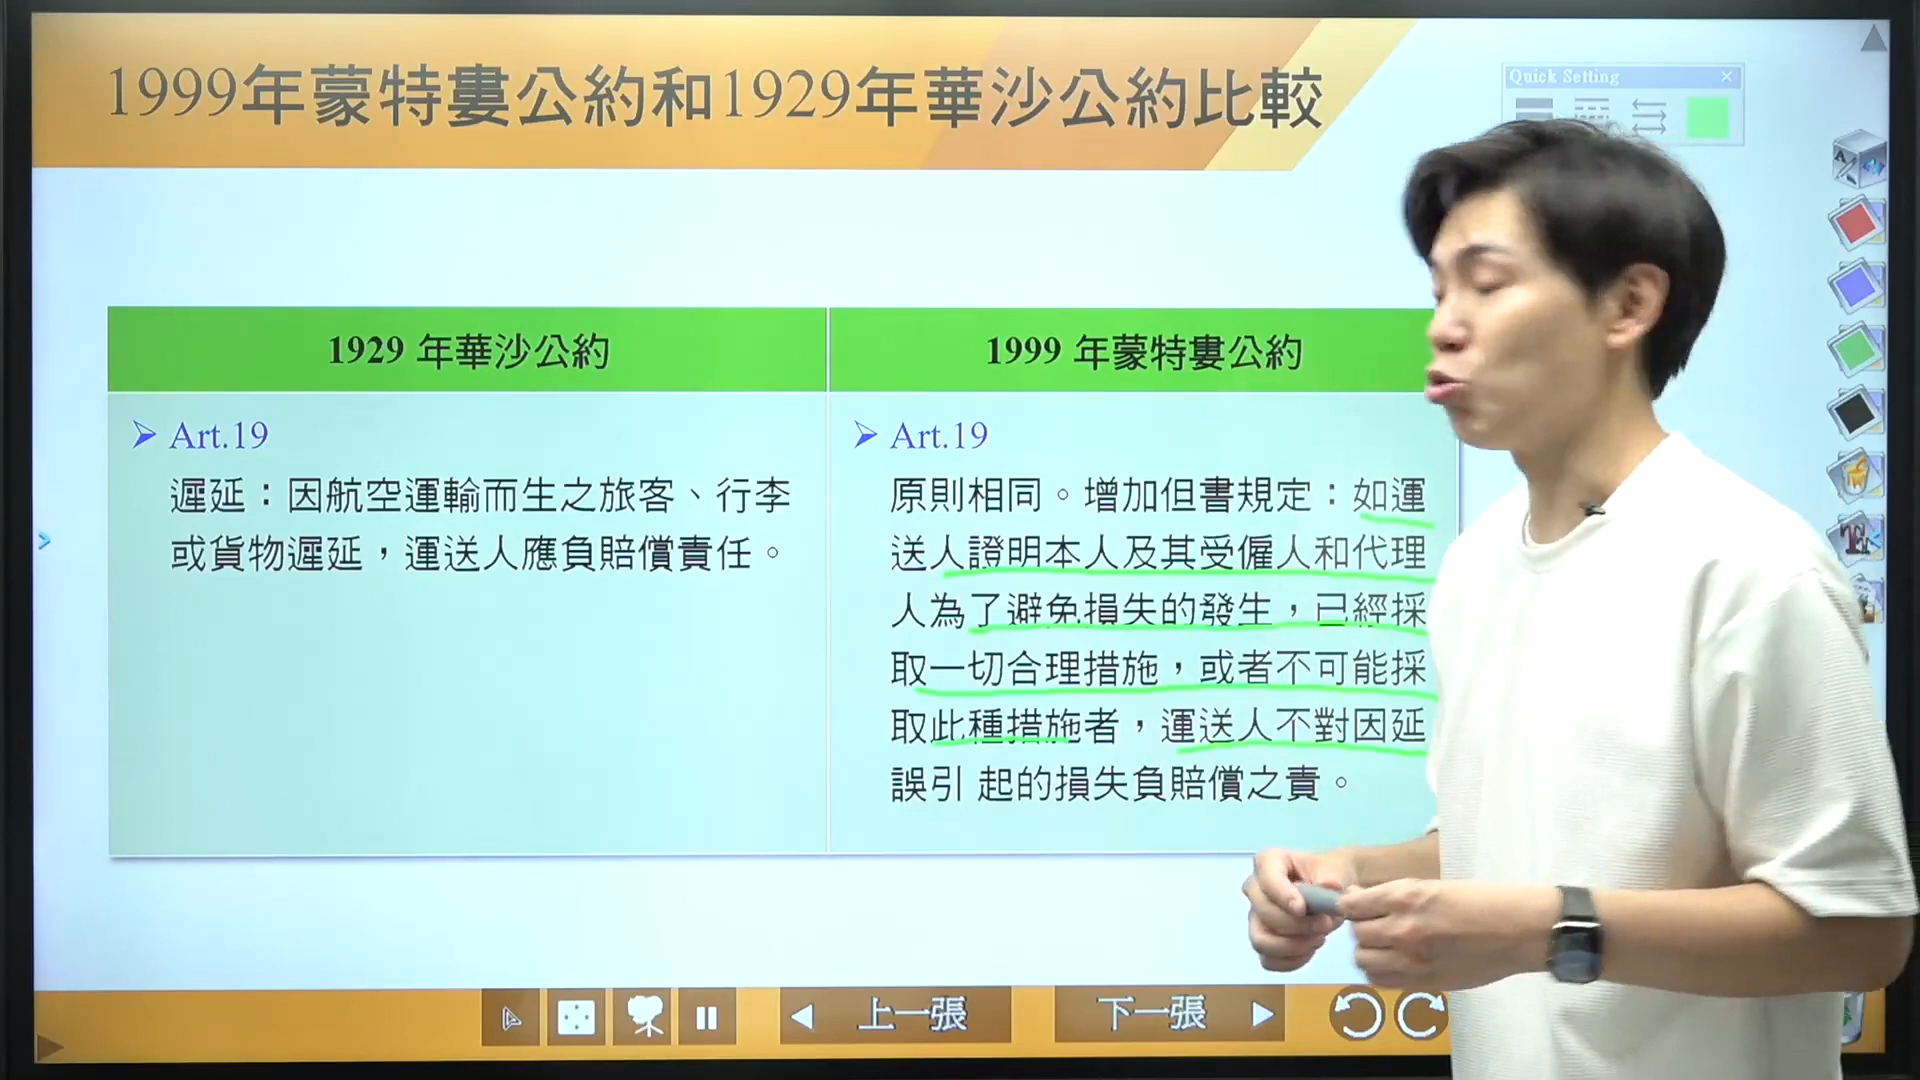 1999年蒙特婁公約和1929年華沙公約比較
Quick Setting
1929 年華沙公約
1999 年蒙特婁公約
Art.19
遲延：因航空運輸而生之旅客、行李
或貨物遲延，運送人應負賠償責任。
Art.19
原則相同。增加但書規定：如運
送人證明本人及其受僱人和代理
人為了避免損失的發生，已經採
取一切合理措施，或者不可能採
取此種措施者，運送人不對因延
誤引 起的損失負賠償之責。
上一張
下一張